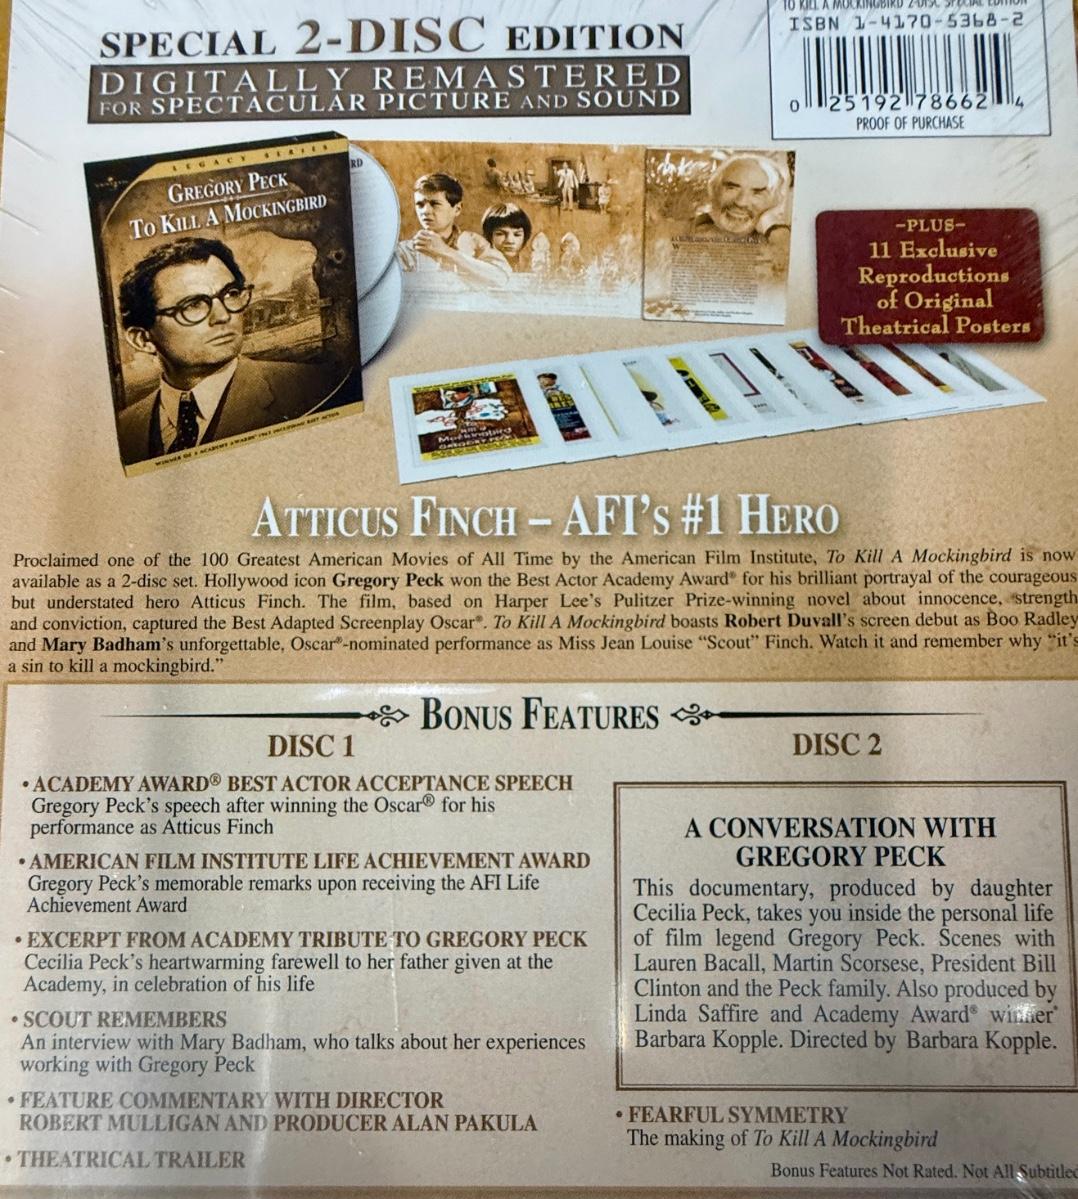 TO KILL A MOCKINGBIRD 2-DISC SPECIAL EDITION
ISBN 1-4170-5368-2
0 25192 78662 4
PROOF OF PURCHASE
SPECIAL 2-DISC EDITION
DIGITALLY REMASTERED
FOR SPECTACULAR PICTURE AND SOUND
LEGACY SERIES
GREGORY PECK
TO KILL A MOCKINGBIRD
RD
–PLUS–
11 Exclusive
Reproductions
of Original
Theatrical Posters
To
Kill a
Mockingbird
GREGORY PECK
ATTICUS FINCH – AFI'S #1 HERO
Proclaimed one of the 100 Greatest American Movies of All Time by the American Film Institute, To Kill A Mockingbird is now
available as a 2-disc set. Hollywood icon Gregory Peck won the Best Actor Academy Award® for his brilliant portrayal of the courageous
but understated hero Atticus Finch. The film, based on Harper Lee's Pulitzer Prize-winning novel about innocence, strength
and conviction, captured the Best Adapted Screenplay Oscar®. To Kill A Mockingbird boasts Robert Duvall's screen debut as Boo Radley
and Mary Badham's unforgettable, Oscar®-nominated performance as Miss Jean Louise "Scout" Finch. Watch it and remember why "it's
a sin to kill a mockingbird."
BONUS FEATURES
DISC 1
• ACADEMY AWARD® BEST ACTOR ACCEPTANCE SPEECH
Gregory Peck's speech after winning the Oscar® for his
performance as Atticus Finch
• AMERICAN FILM INSTITUTE LIFE ACHIEVEMENT AWARD
Gregory Peck's memorable remarks upon receiving the AFI Life
Achievement Award
• EXCERPT FROM ACADEMY TRIBUTE TO GREGORY PECK
Cecilia Peck's heartwarming farewell to her father given at the
Academy, in celebration of his life
• SCOUT REMEMBERS
An interview with Mary Badham, who talks about her experiences
working with Gregory Peck
• FEATURE COMMENTARY WITH DIRECTOR
ROBERT MULLIGAN AND PRODUCER ALAN PAKULA
• THEATRICAL TRAILER
DISC 2
A CONVERSATION WITH
GREGORY PECK
This documentary, produced by daughter
Cecilia Peck, takes you inside the personal life
of film legend Gregory Peck. Scenes with
Lauren Bacall, Martin Scorsese, President Bill
Clinton and the Peck family. Also produced by
Linda Saffire and Academy Award® winner
Barbara Kopple. Directed by Barbara Kopple.
• FEARFUL SYMMETRY
The making of To Kill A Mockingbird
Bonus Features Not Rated. Not All Subtitled